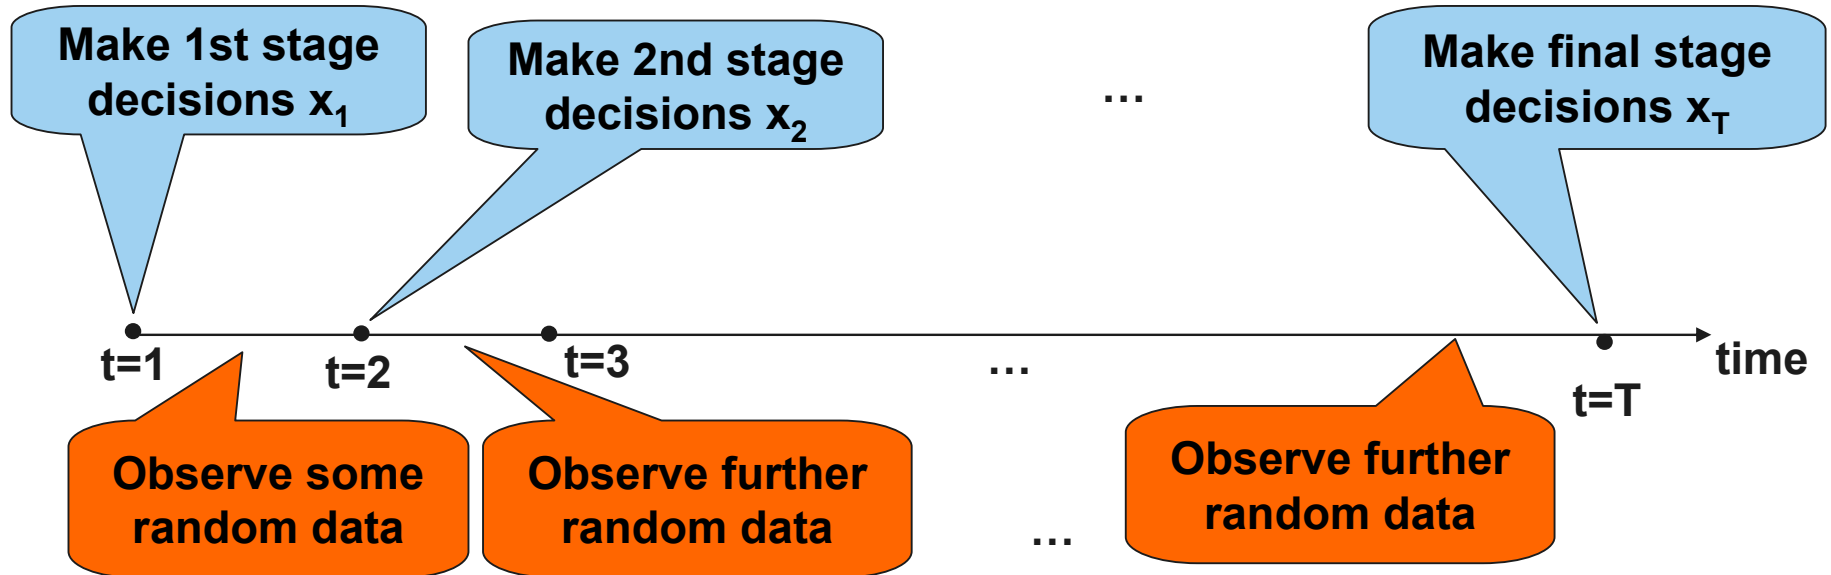 Make 1st stage
decisions x₁
Make 2nd stage
decisions x₂
...
Make final stage
decisions x_T
t=1
t=2
t=3
...
t=T
time
Observe some
random data
Observe further
random data
...
Observe further
random data